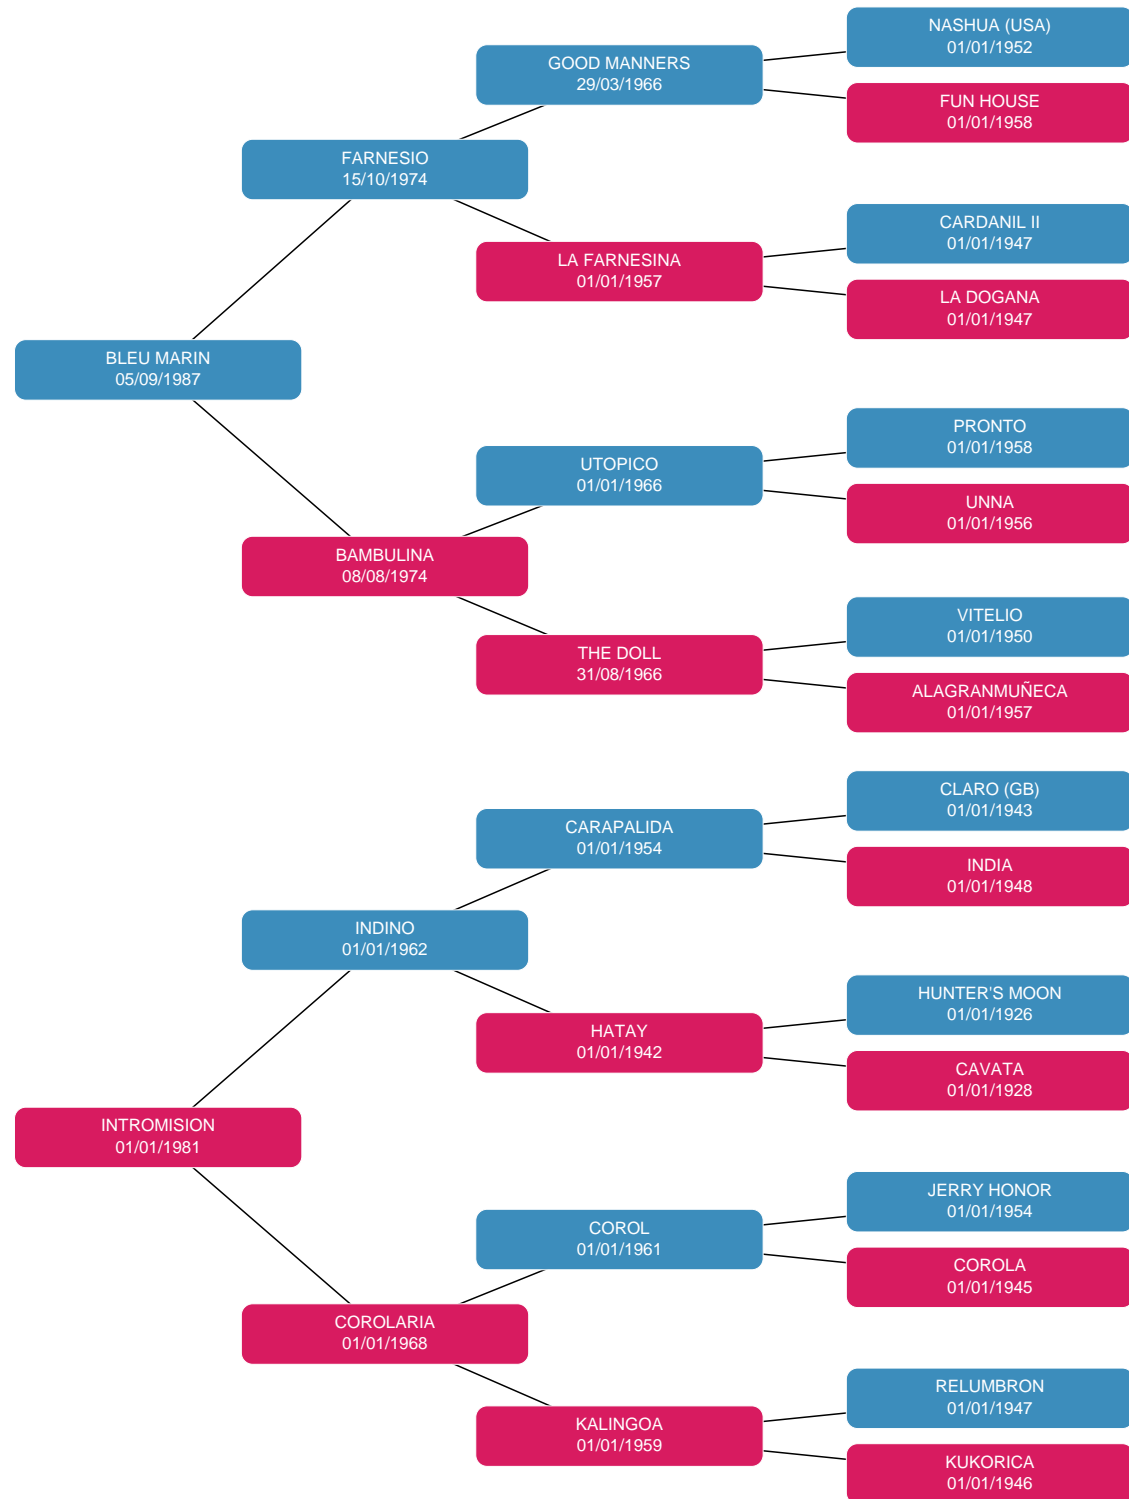 NASHUA (USA)
01/01/1952
GOOD MANNERS
29/03/1966
FUN HOUSE
01/01/1958
FARNESIO
15/10/1974
CARDANIL II
01/01/1947
LA FARNESINA
01/01/1957
LA DOGANA
01/01/1947
BLEU MARIN
05/09/1987
PRONTO
01/01/1958
UTOPICO
01/01/1966
UNNA
01/01/1956
BAMBULINA
08/08/1974
VITELIO
01/01/1950
THE DOLL
31/08/1966
ALAGRANMUÑECA
01/01/1957
CLARO (GB)
01/01/1943
CARAPALIDA
01/01/1954
INDIA
01/01/1948
INDINO
01/01/1962
HUNTER'S MOON
01/01/1926
HATAY
01/01/1942
CAVATA
01/01/1928
INTROMISION
01/01/1981
JERRY HONOR
01/01/1954
COROL
01/01/1961
COROLA
01/01/1945
COROLARIA
01/01/1968
RELUMBRON
01/01/1947
KALINGOA
01/01/1959
KUKORICA
01/01/1946